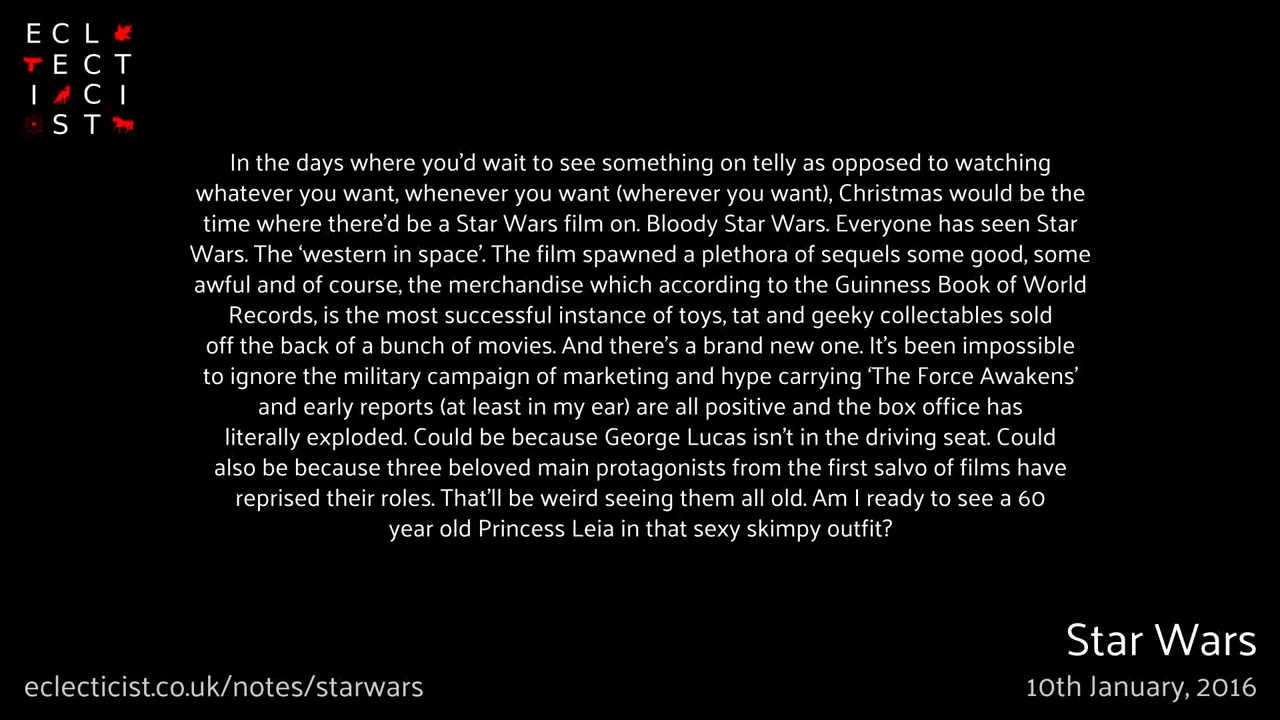 E C L
E C T
I C I
S T
In the days where you'd wait to see something on telly as opposed to watching
whatever you want, whenever you want (wherever you want), Christmas would be the
time where there'd be a Star Wars film on. Bloody Star Wars. Everyone has seen Star
Wars. The ‘western in space’. The film spawned a plethora of sequels some good, some
awful and of course, the merchandise which according to the Guinness Book of World
Records, is the most successful instance of toys, tat and geeky collectables sold
off the back of a bunch of movies. And there's a brand new one. It's been impossible
to ignore the military campaign of marketing and hype carrying ‘The Force Awakens’
and early reports (at least in my ear) are all positive and the box office has
literally exploded. Could be because George Lucas isn't in the driving seat. Could
also be because three beloved main protagonists from the first salvo of films have
reprised their roles. That'll be weird seeing them all old. Am I ready to see a 60
year old Princess Leia in that sexy skimpy outfit?
Star Wars
eclecticist.co.uk/notes/starwars
10th January, 2016